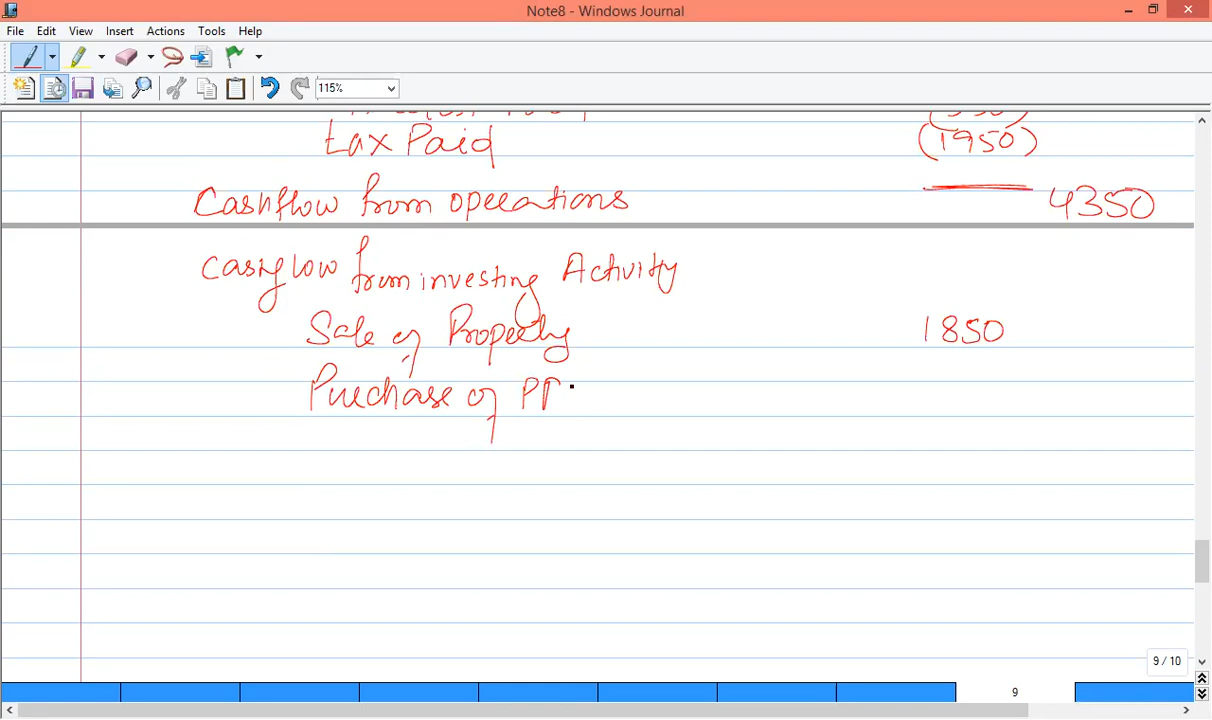 Note8 - Windows Journal
File Edit View Insert Actions Tools Help
115%
Tax Paid (1950)
Cashflow from operations 4350
Cashflow from investing Activity
Sale of Property 1850
Purchase of PP
9 / 10
9